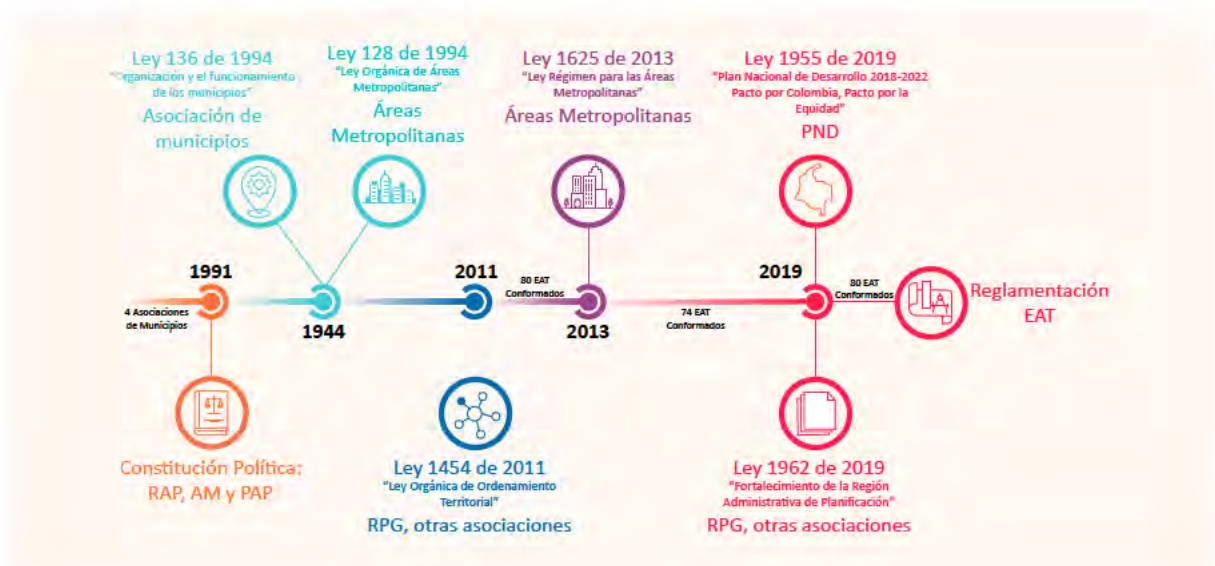 Ley 136 de 1994
"Organización y el funcionamiento
de los municipios"
Asociación de
municipios
Ley 128 de 1994
"Ley Orgánica de Áreas
Metropolitanas"
Áreas
Metropolitanas
Ley 1625 de 2013
"Ley Régimen para las Áreas
Metropolitanas"
Áreas Metropolitanas
Ley 1955 de 2019
"Plan Nacional de Desarrollo 2018-2022
Pacto por Colombia, Pacto por la
Equidad"
PND
1991
4 Asociaciones
de Municipios
1944
2011
80 EAT
Conformados
2013
74 EAT
Conformados
2019
80 EAT
Conformados
Reglamentación
EAT
Constitución Política:
RAP, AM y PAP
Ley 1454 de 2011
"Ley Orgánica de Ordenamiento
Territorial"
RPG, otras asociaciones
Ley 1962 de 2019
"Fortalecimiento de la Región
Administrativa de Planificación"
RPG, otras asociaciones